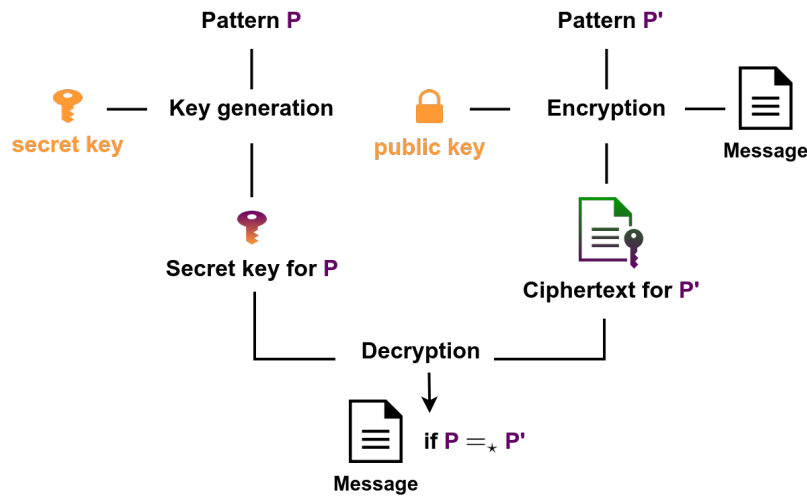 Pattern P
Pattern P'
Key generation
Encryption
secret key
public key
Message
Secret key for P
Ciphertext for P'
Decryption
if P =⋆ P'
Message